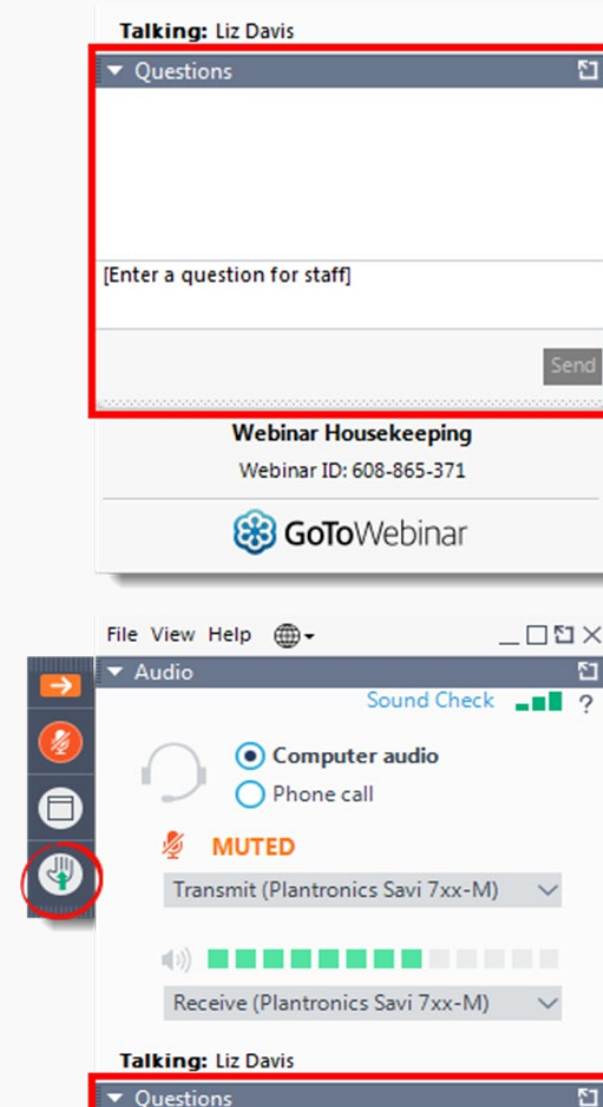 Talking: Liz Davis
Questions
[Enter a question for staff]
Send
Webinar Housekeeping
Webinar ID: 608-865-371
GoToWebinar
File View Help
Audio
Sound Check ?
Computer audio
Phone call
MUTED
Transmit (Plantronics Savi 7xx-M)
Receive (Plantronics Savi 7xx-M)
Talking: Liz Davis
Questions